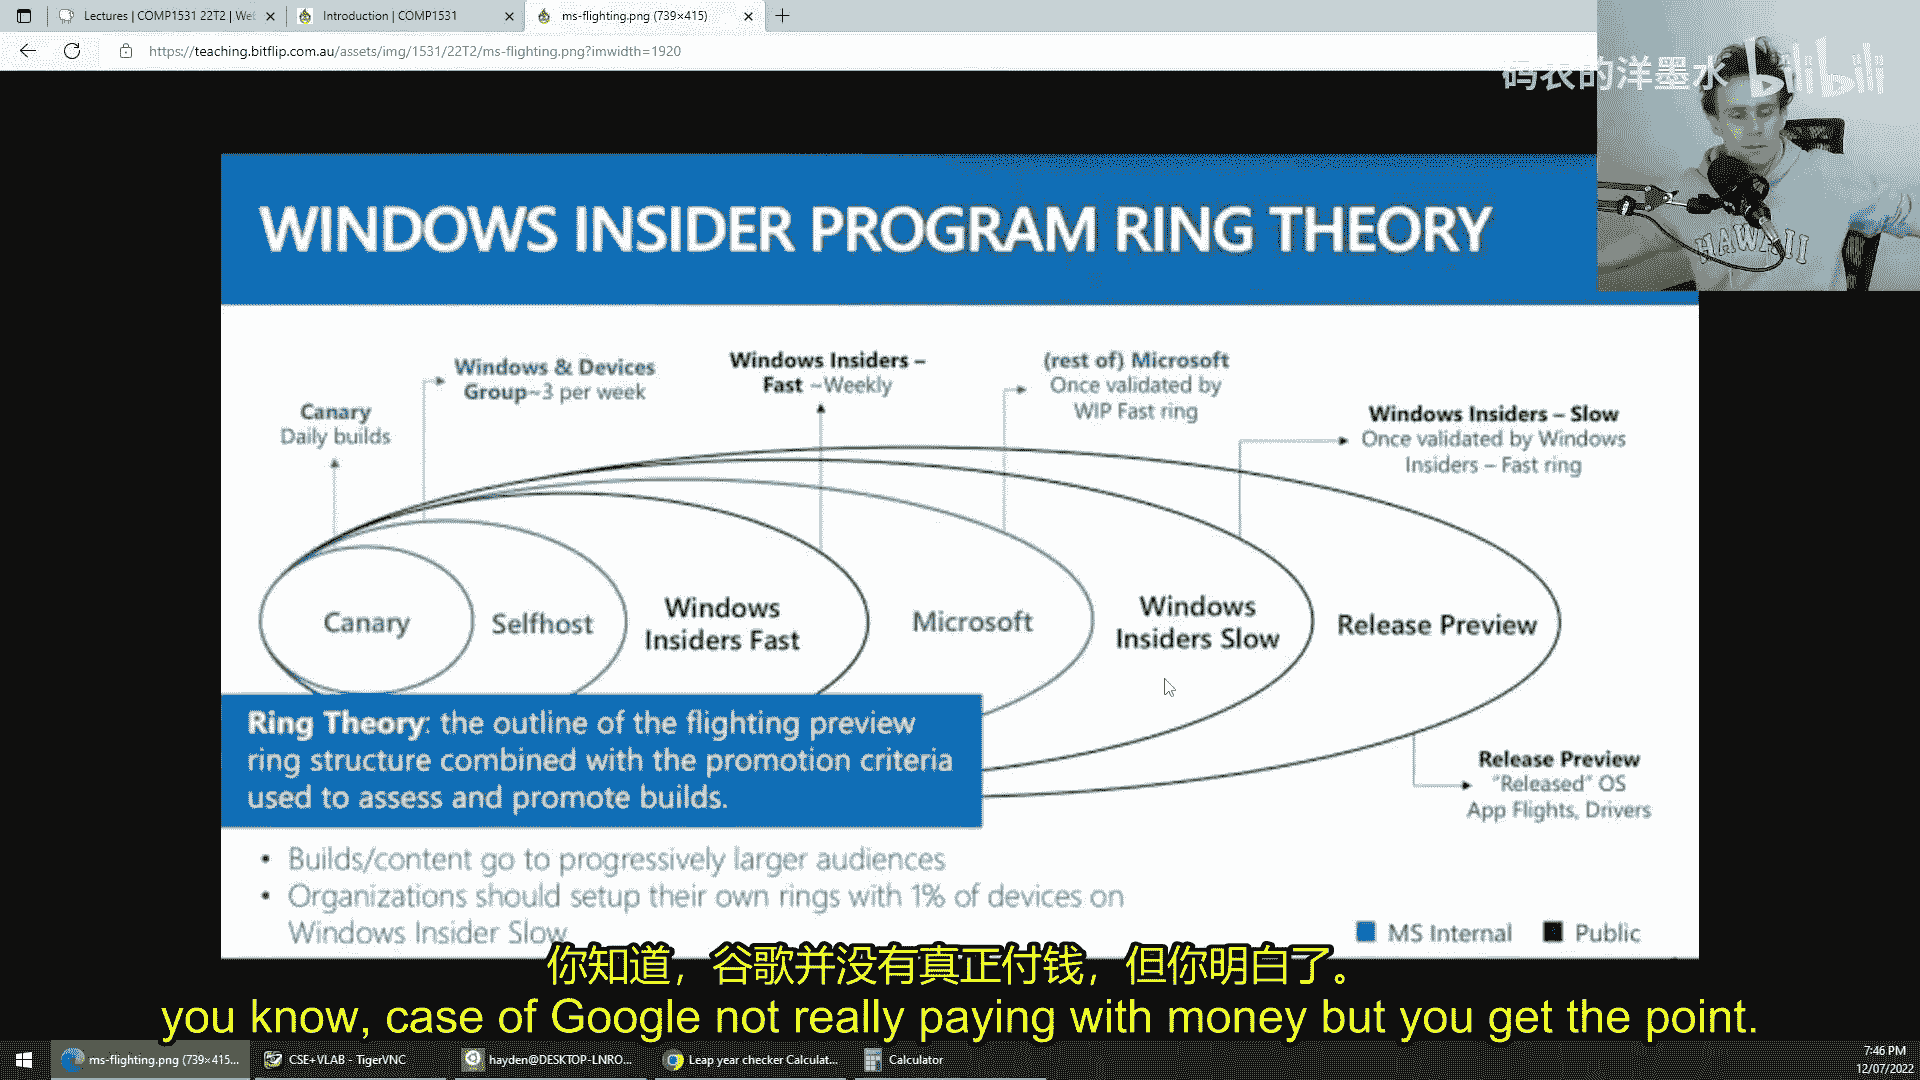 Lectures | COMP1531 22T2 | Wel
Introduction | COMP1531
ms-flighting.png (739×415)
https://teaching.bitflip.com.au/assets/img/1531/22T2/ms-flighting.png?imwidth=1920
码农的洋墨水 bilibili
HAWAII
WINDOWS INSIDER PROGRAM RING THEORY
Canary
Daily builds
Windows & Devices
Group~3 per week
Windows Insiders –
Fast ~Weekly
(rest of) Microsoft
Once validated by
WIP Fast ring
Windows Insiders – Slow
Once validated by Windows
Insiders – Fast ring
Canary
Selfhost
Windows
Insiders Fast
Microsoft
Windows
Insiders Slow
Release Preview
Ring Theory: the outline of the flighting preview
ring structure combined with the promotion criteria
used to assess and promote builds.
Release Preview
"Released" OS
App Flights, Drivers
• Builds/content go to progressively larger audiences
• Organizations should setup their own rings with 1% of devices on
Windows Insider Slow
MS Internal
Public
你知道，谷歌并没有真正付钱，但你明白了。
you know, case of Google not really paying with money but you get the point.
ms-flighting.png (739×415...
CSE+VLAB - TigerVNC
hayden@DESKTOP-LNRO...
Leap year checker Calculat...
Calculator
7:46 PM
12/07/2022